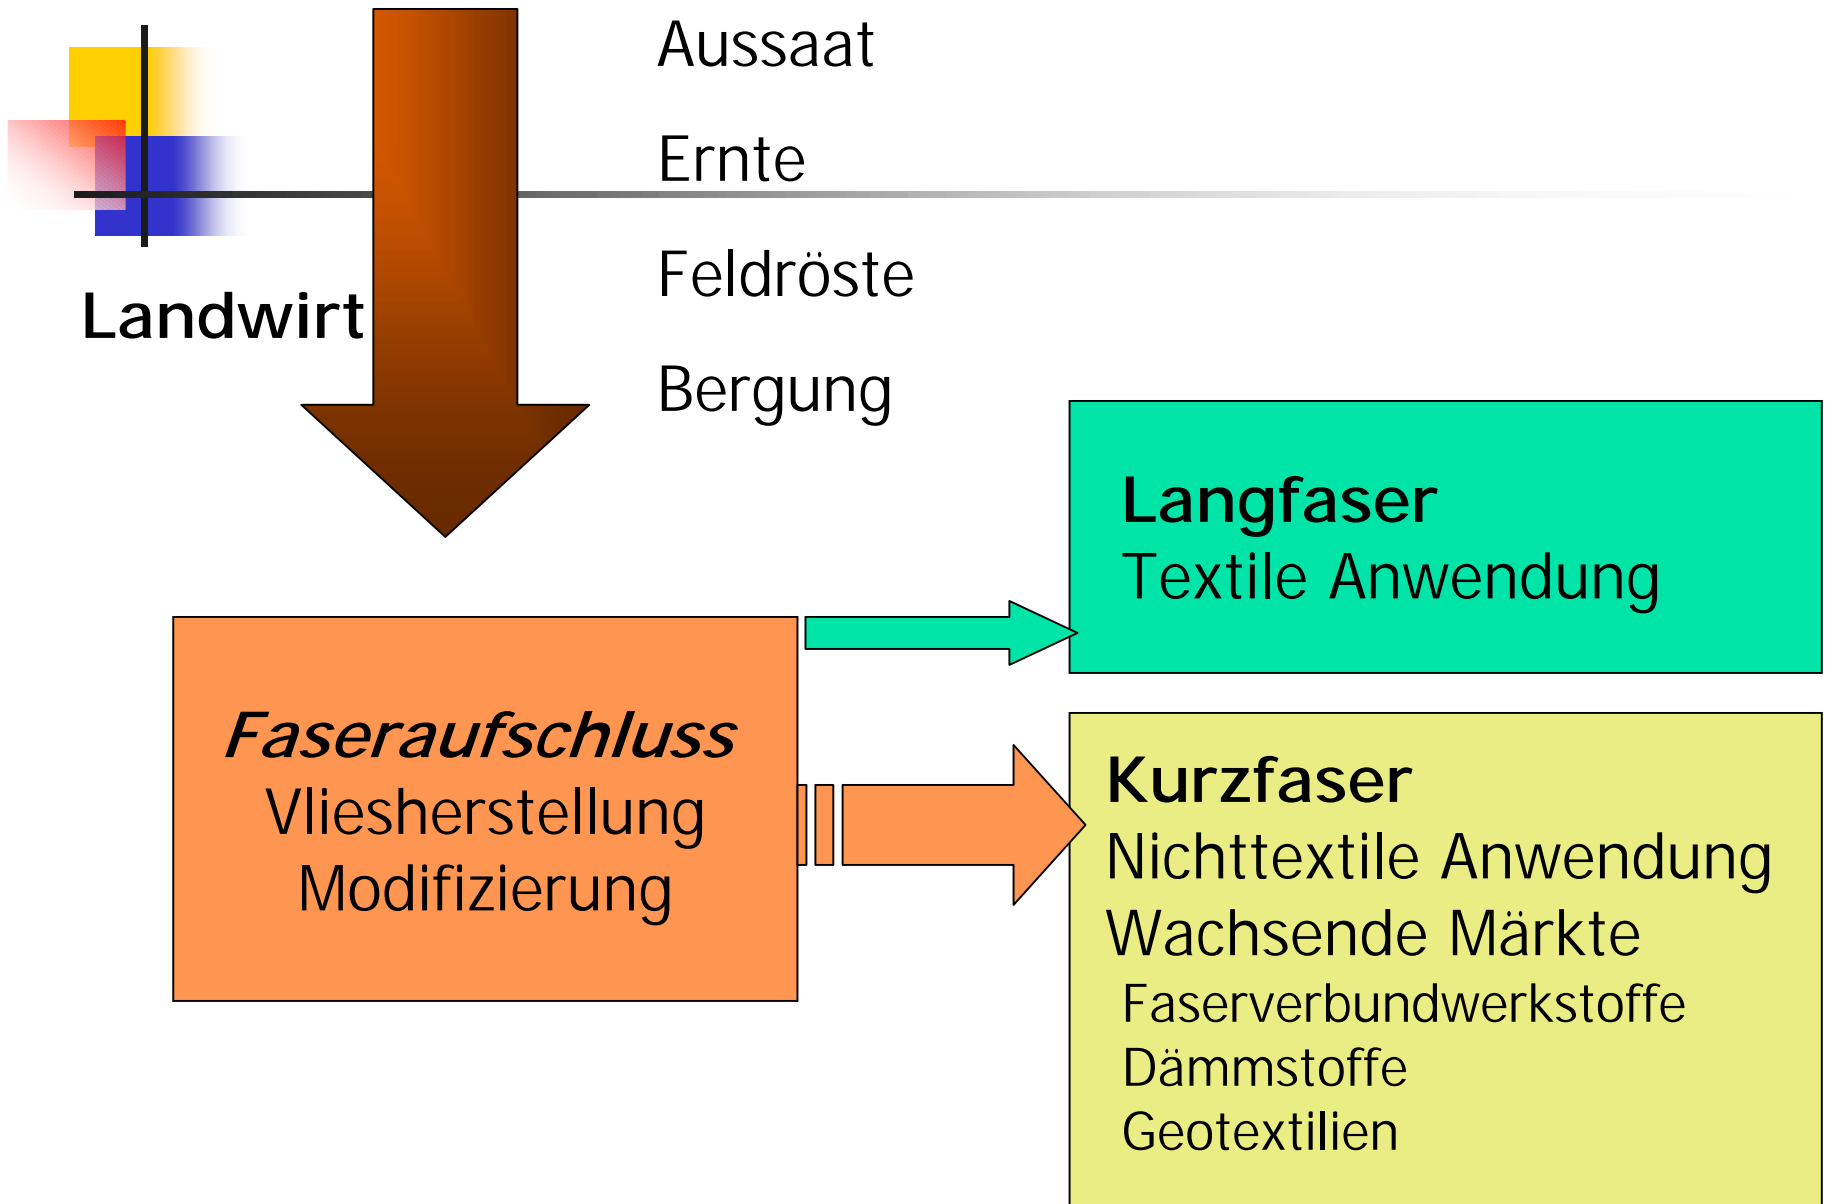 Aussaat
Ernte
Feldröste
Bergung
Landwirt
Faseraufschluss
Vliesherstellung
Modifizierung
Langfaser
Textile Anwendung
Kurzfaser
Nichttextile Anwendung
Wachsende Märkte
Faserverbundwerkstoffe
Dämmstoffe
Geotextilien